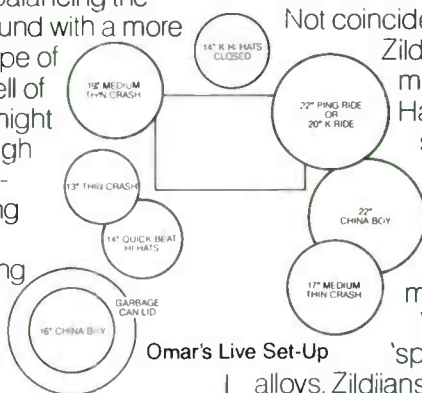 balancing the
und with a more
pe of
ell of
night
gh
-
ng
ng
14" K HI HATS
CLOSED
19" MEDIUM
THIN CRASH
22" PING RIDE
OR
20" K RIDE
13" THIN CRASH
14" QUICK BEAT
HI HATS
22"
CHINA BOY
17" MEDIUM
THIN CRASH
GARBAGE
CAN LID
16" CHINA BOY
Omar's Live Set-Up
Not coincide
Zild
m
Ha
s
m
'sp
alloys. Zildjians